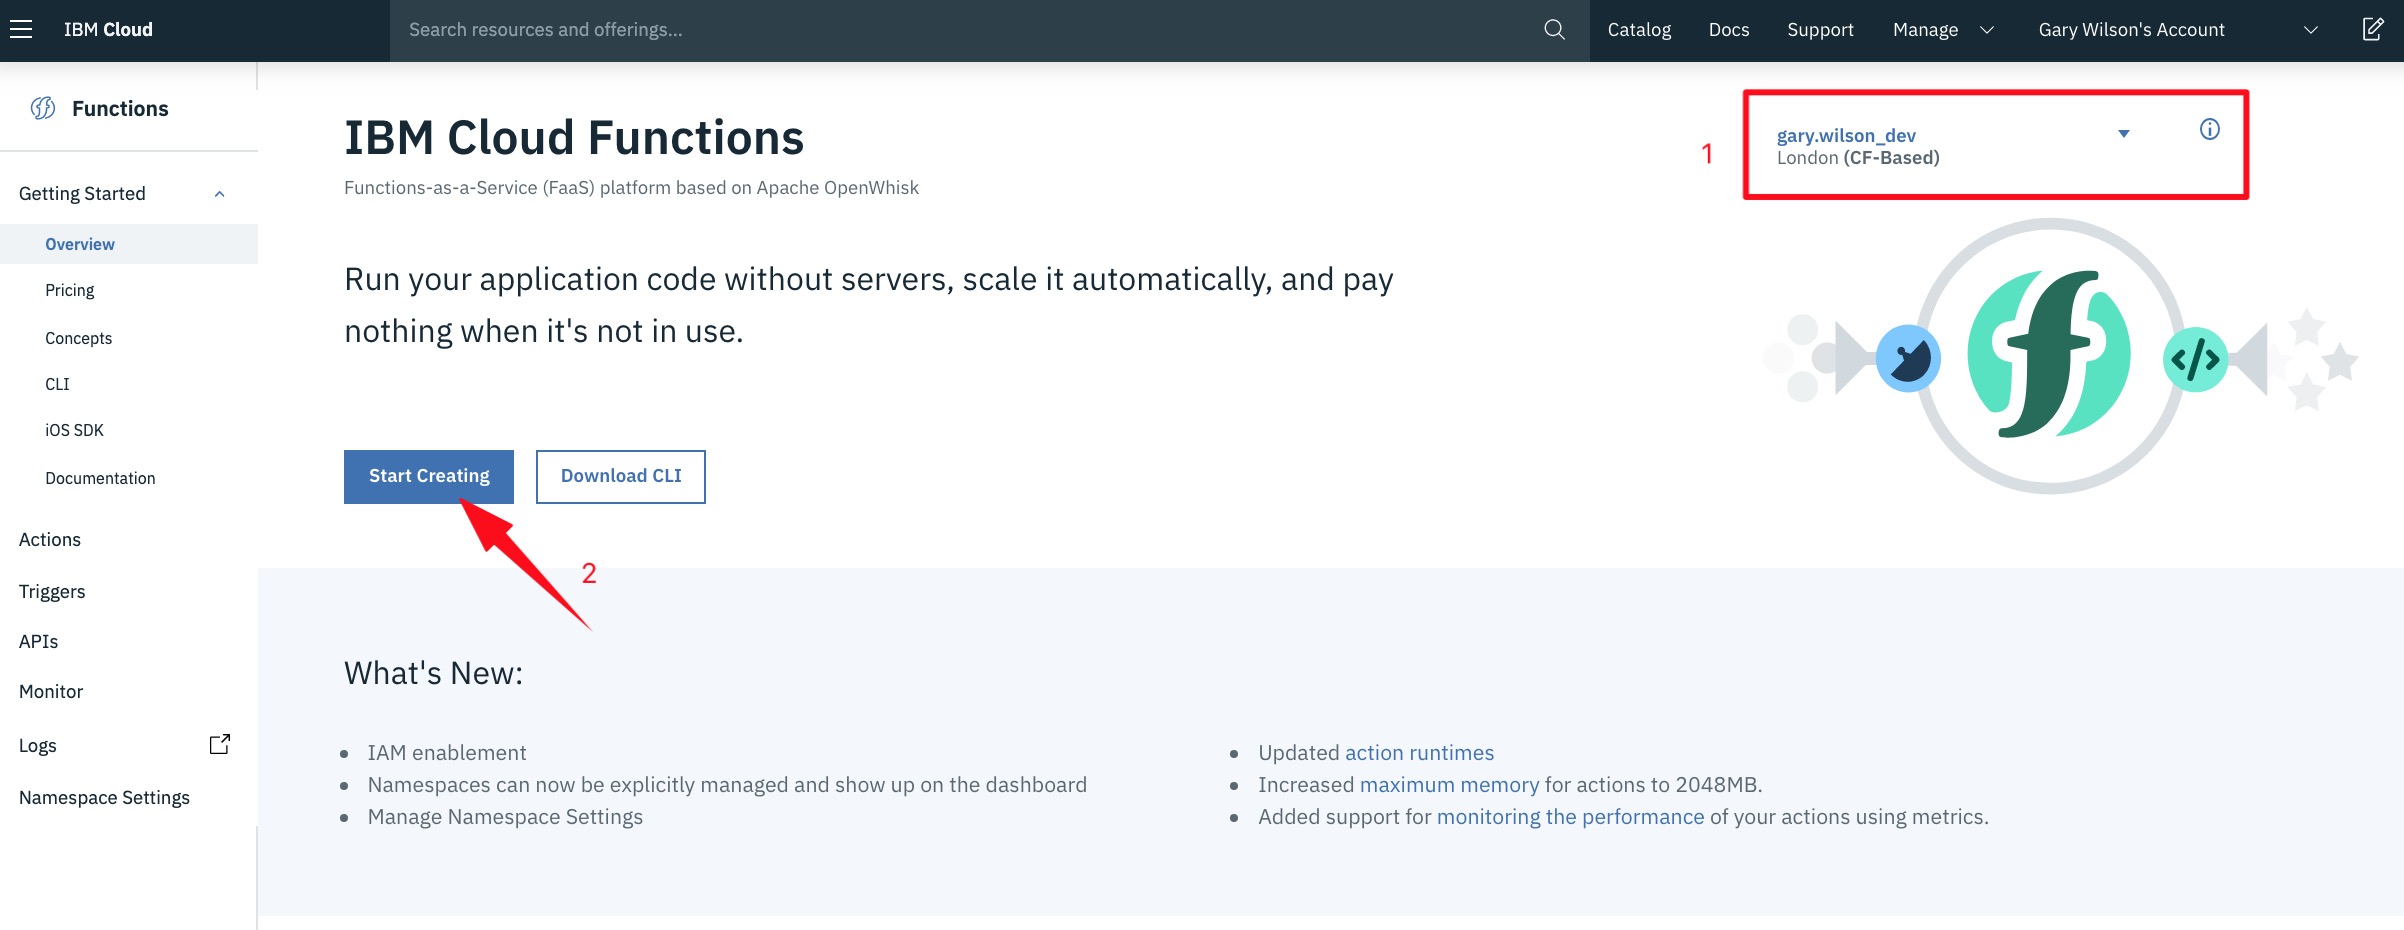 IBM Cloud
Search resources and offerings...
Catalog
Docs
Support
Manage
Gary Wilson's Account
Functions
Getting Started
Overview
Pricing
Concepts
CLI
iOS SDK
Documentation
Actions
Triggers
APIs
Monitor
Logs
Namespace Settings
IBM Cloud Functions
Functions-as-a-Service (FaaS) platform based on Apache OpenWhisk
1
gary.wilson_dev
London (CF-Based)
Run your application code without servers, scale it automatically, and pay
nothing when it's not in use.
Start Creating
Download CLI
2
What's New:
IAM enablement
Namespaces can now be explicitly managed and show up on the dashboard
Manage Namespace Settings
Updated action runtimes
Increased maximum memory for actions to 2048MB.
Added support for monitoring the performance of your actions using metrics.